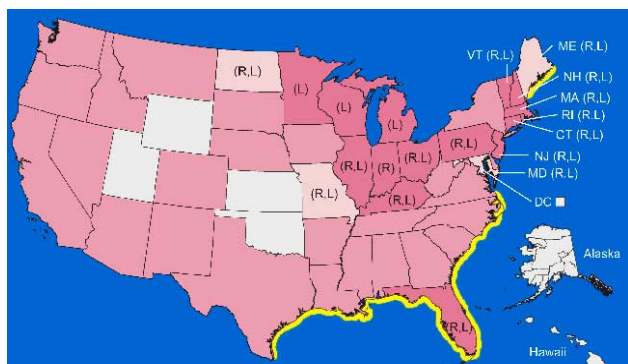 VT (R,L)
ME (R,L)
NH (R,L)
MA (R,L)
RI (R,L)
CT (R,L)
NJ (R,L)
MD (R,L)
DC
(R,L)
(L)
(L)
(L)
(R,L)
(R,L)
(R)
(R,L)
(R,L)
(R,L)
(R,L)
Alaska
Hawaii